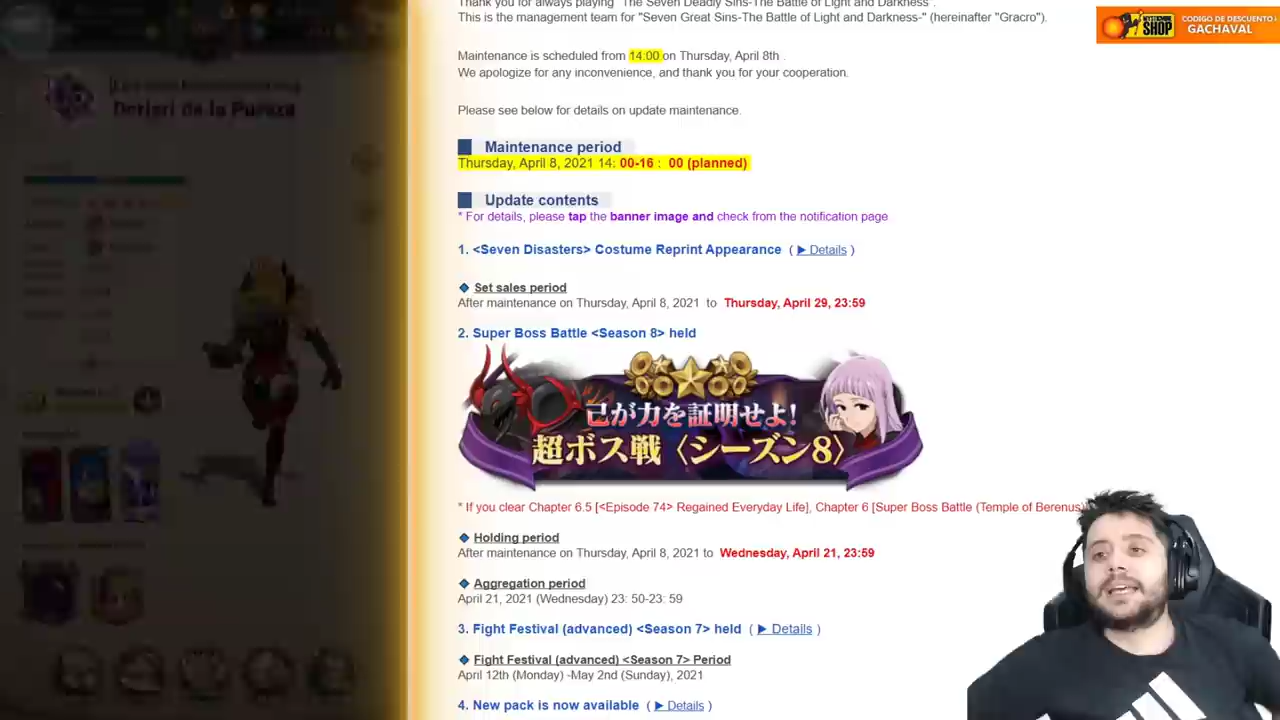 Thank you for always playing "The Seven Deadly Sins-The Battle of Light and Darkness".
This is the management team for "Seven Great Sins-The Battle of Light and Darkness-" (hereinafter "Gracro").
CODIGO DE DESCUENTO
SHOP
GACHAVAL
Maintenance is scheduled from 14:00 on Thursday, April 8th .
We apologize for any inconvenience, and thank you for your cooperation.
Derieri de la Pureza
Please see below for details on update maintenance.
Maintenance period
Thursday, April 8, 2021 14: 00-16 : 00 (planned)
Update contents
* For details, please tap the banner image and check from the notification page
1. <Seven Disasters> Costume Reprint Appearance ( ▶ Details )
Set sales period
After maintenance on Thursday, April 8, 2021 to Thursday, April 29, 23:59
2. Super Boss Battle <Season 8> held
己が力を証明せよ!
超ボス戦〈シーズン8〉
* If you clear Chapter 6.5 [<Episode 74> Regained Everyday Life], Chapter 6 [Super Boss Battle (Temple of Berenus)
Holding period
After maintenance on Thursday, April 8, 2021 to Wednesday, April 21, 23:59
Aggregation period
April 21, 2021 (Wednesday) 23: 50-23: 59
3. Fight Festival (advanced) <Season 7> held ( ▶ Details )
Fight Festival (advanced) <Season 7> Period
April 12th (Monday) -May 2nd (Sunday), 2021
4. New pack is now available ( ▶ Details )